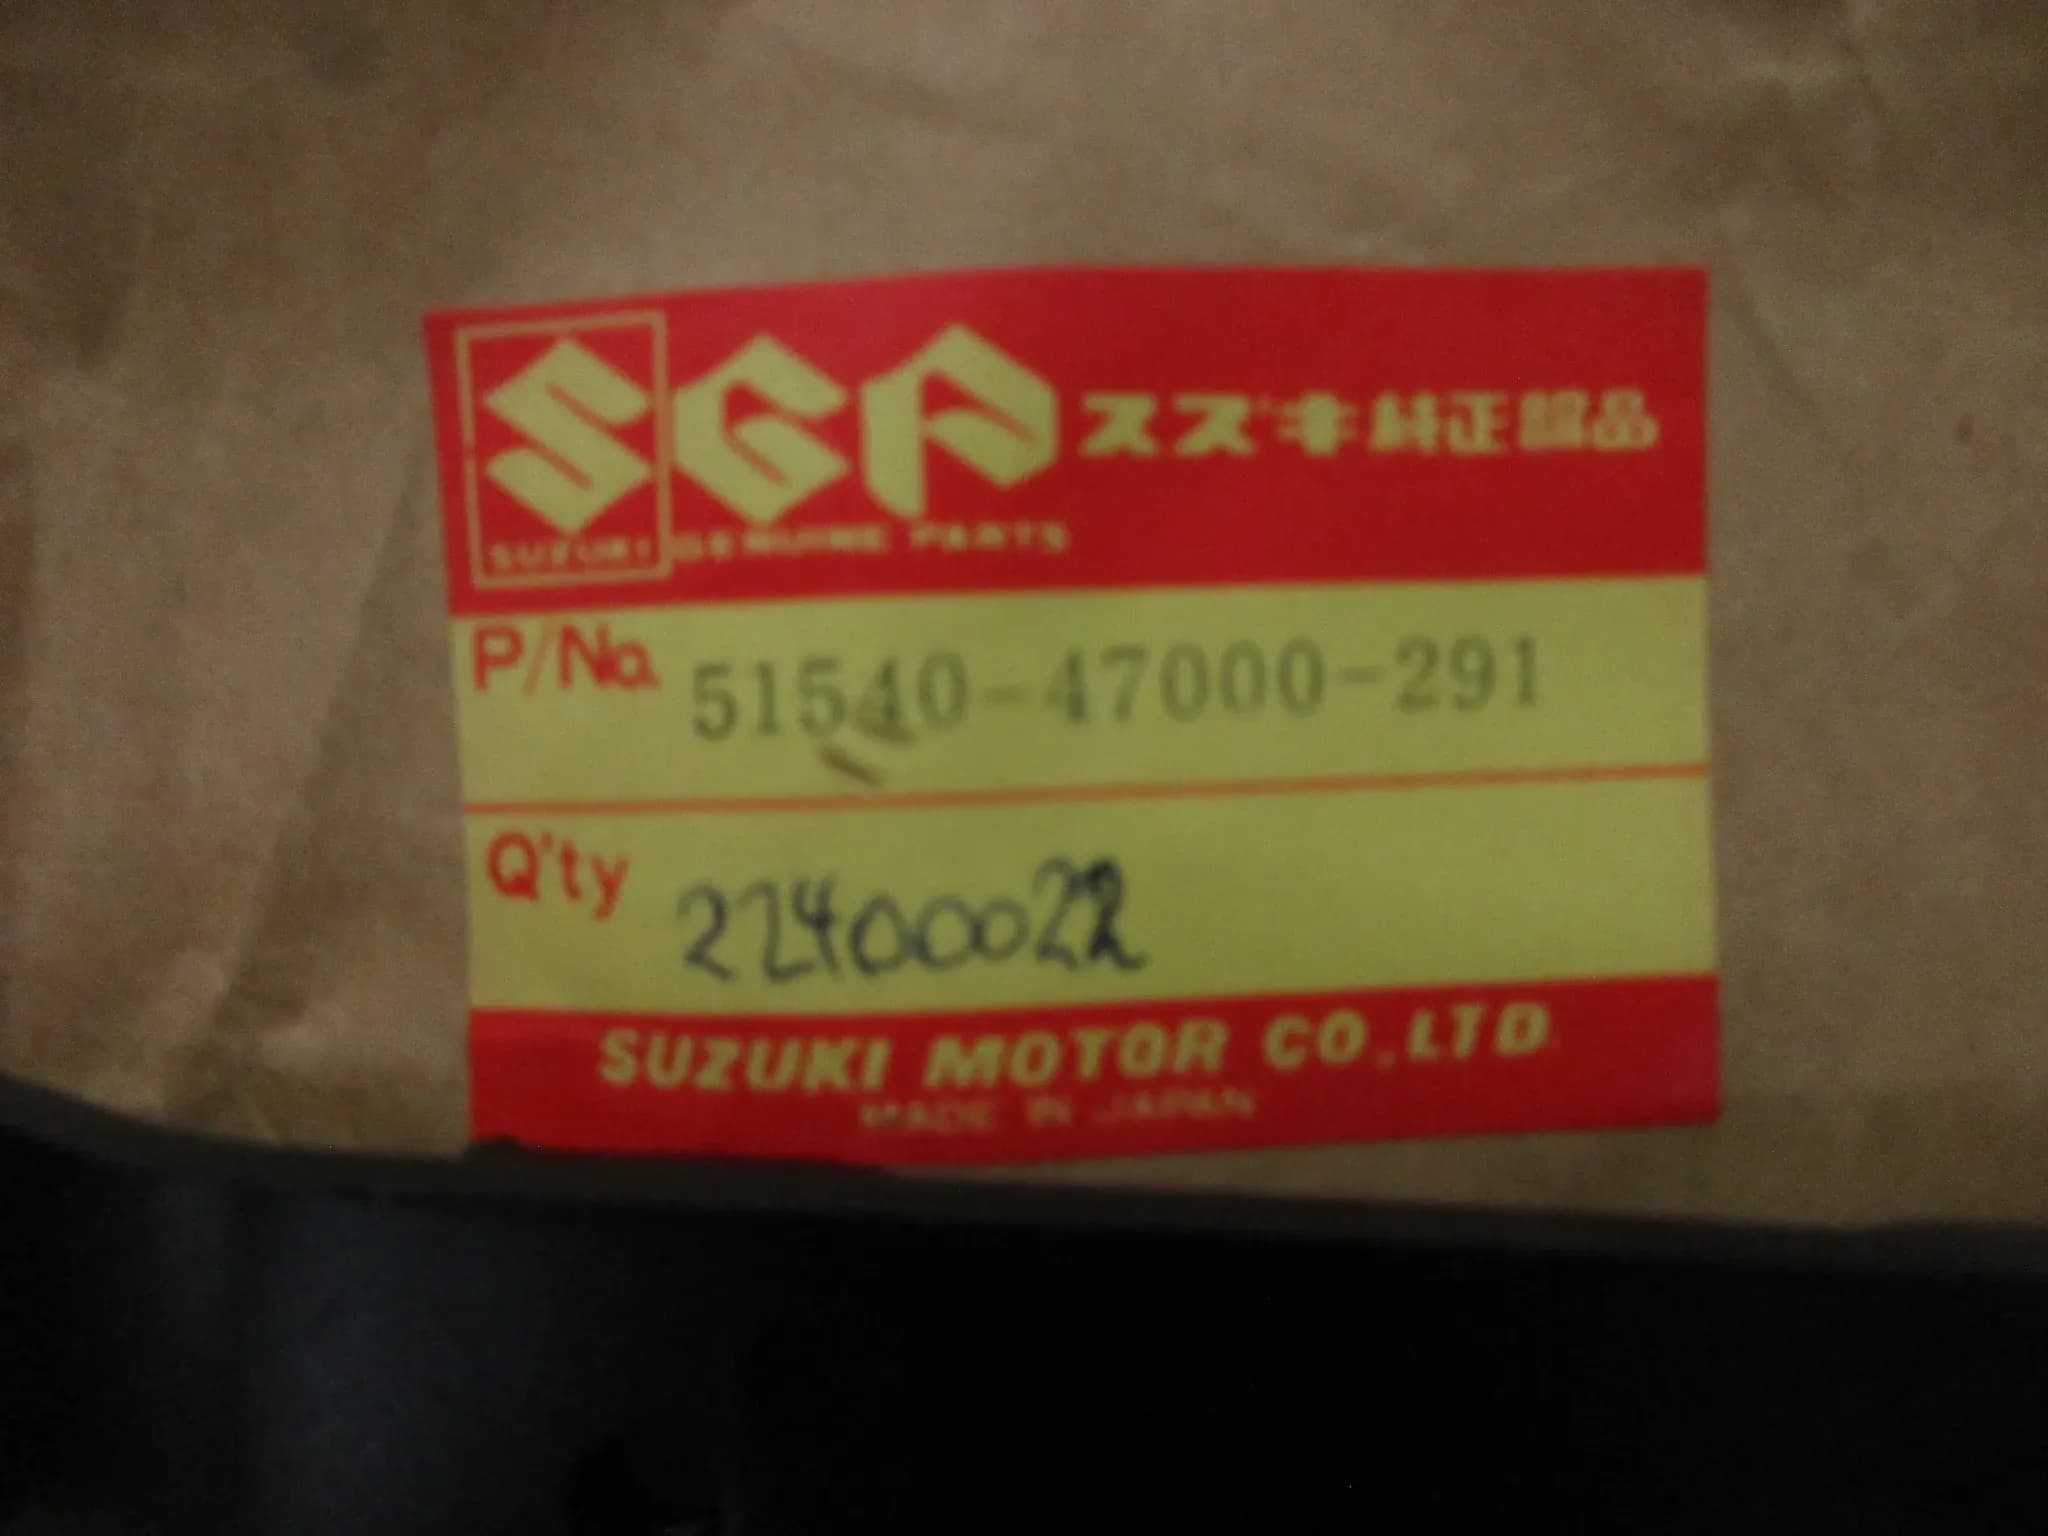 SGP スズキ純正部品
SUZUKI GENUINE PARTS
P/No. 51540-47000-291
Q'ty 22400022
SUZUKI MOTOR CO.,LTD.
MADE IN JAPAN